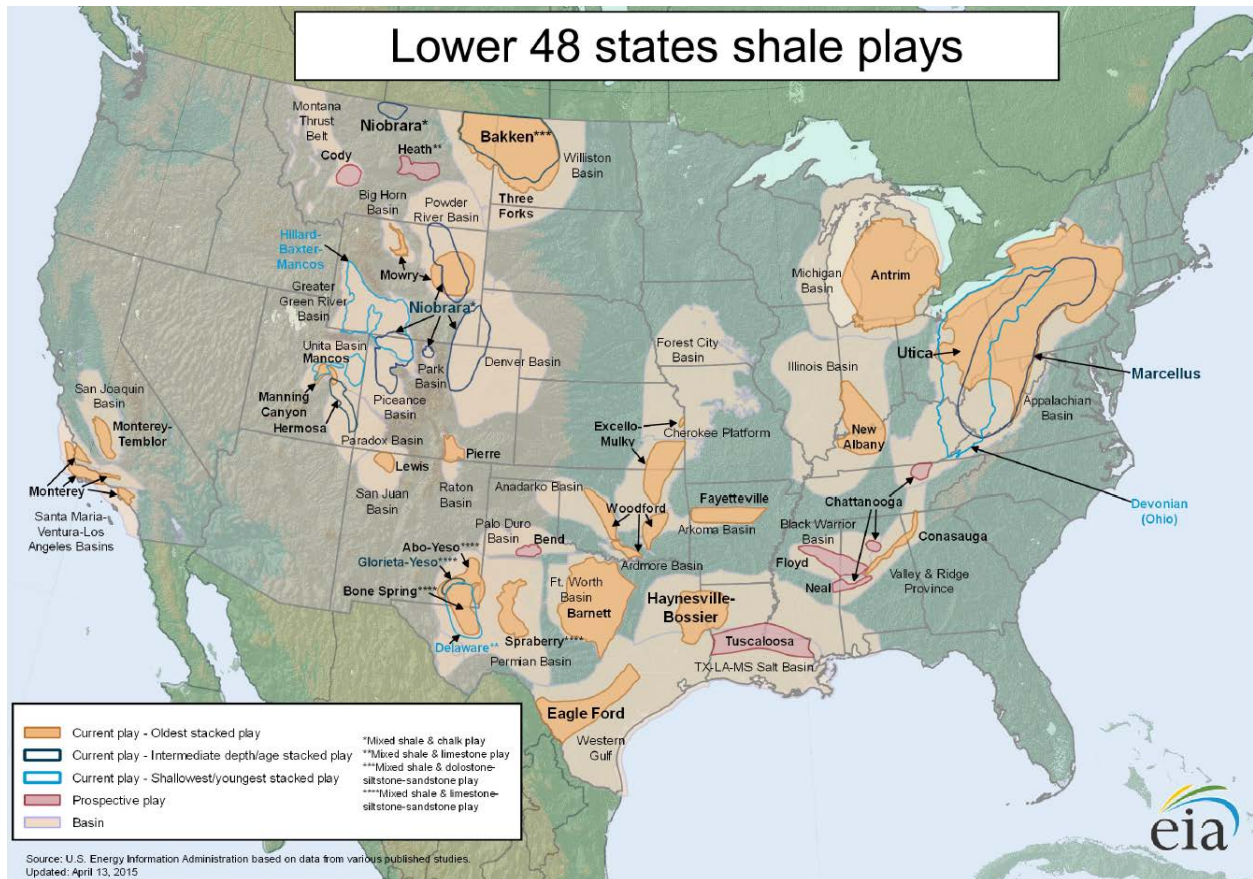 Lower 48 states shale plays
Montana
Thrust
Belt
Niobrara*
Bakken***
Cody
Heath**
Williston
Basin
Big Horn
Basin
Powder
River Basin
Three
Forks
Hillard-
Baxter-
Mancos
Mowry
Greater
Green River
Basin
Niobrara*
Michigan
Basin
Antrim
Unita Basin
Mancos
Park
Basin
Denver Basin
Forest City
Basin
Illinois Basin
Utica
Marcellus
San Joaquin
Basin
Manning
Canyon
Hermosa
Piceance
Basin
Appalachian
Basin
Monterey-
Temblor
Paradox Basin
Excello-
Mulky
Cherokee Platform
New
Albany
Lewis
Pierre
Monterey
San Juan
Basin
Raton
Basin
Anadarko Basin
Woodford
Fayetteville
Chattanooga
Devonian
(Ohio)
Santa Maria-
Ventura-Los
Angeles Basins
Palo Duro
Basin
Bend
Arkoma Basin
Black Warrior
Basin
Conasauga
Abo-Yeso****
Glorieta-Yeso****
Ardmore Basin
Floyd
Neal
Valley & Ridge
Province
Bone Spring****
Ft. Worth
Basin
Barnett
Haynesville-
Bossier
Delaware**
Spraberry****
Permian Basin
Tuscaloosa
TX-LA-MS Salt Basin
Eagle Ford
Western
Gulf
Current play - Oldest stacked play
Current play - Intermediate depth/age stacked play
Current play - Shallowest/youngest stacked play
Prospective play
Basin
*Mixed shale & chalk play
**Mixed shale & limestone play
***Mixed shale & dolostone-
siltstone-sandstone play
****Mixed shale & limestone-
siltstone-sandstone play
eia
Source: U.S. Energy Information Administration based on data from various published studies.
Updated: April 13, 2015